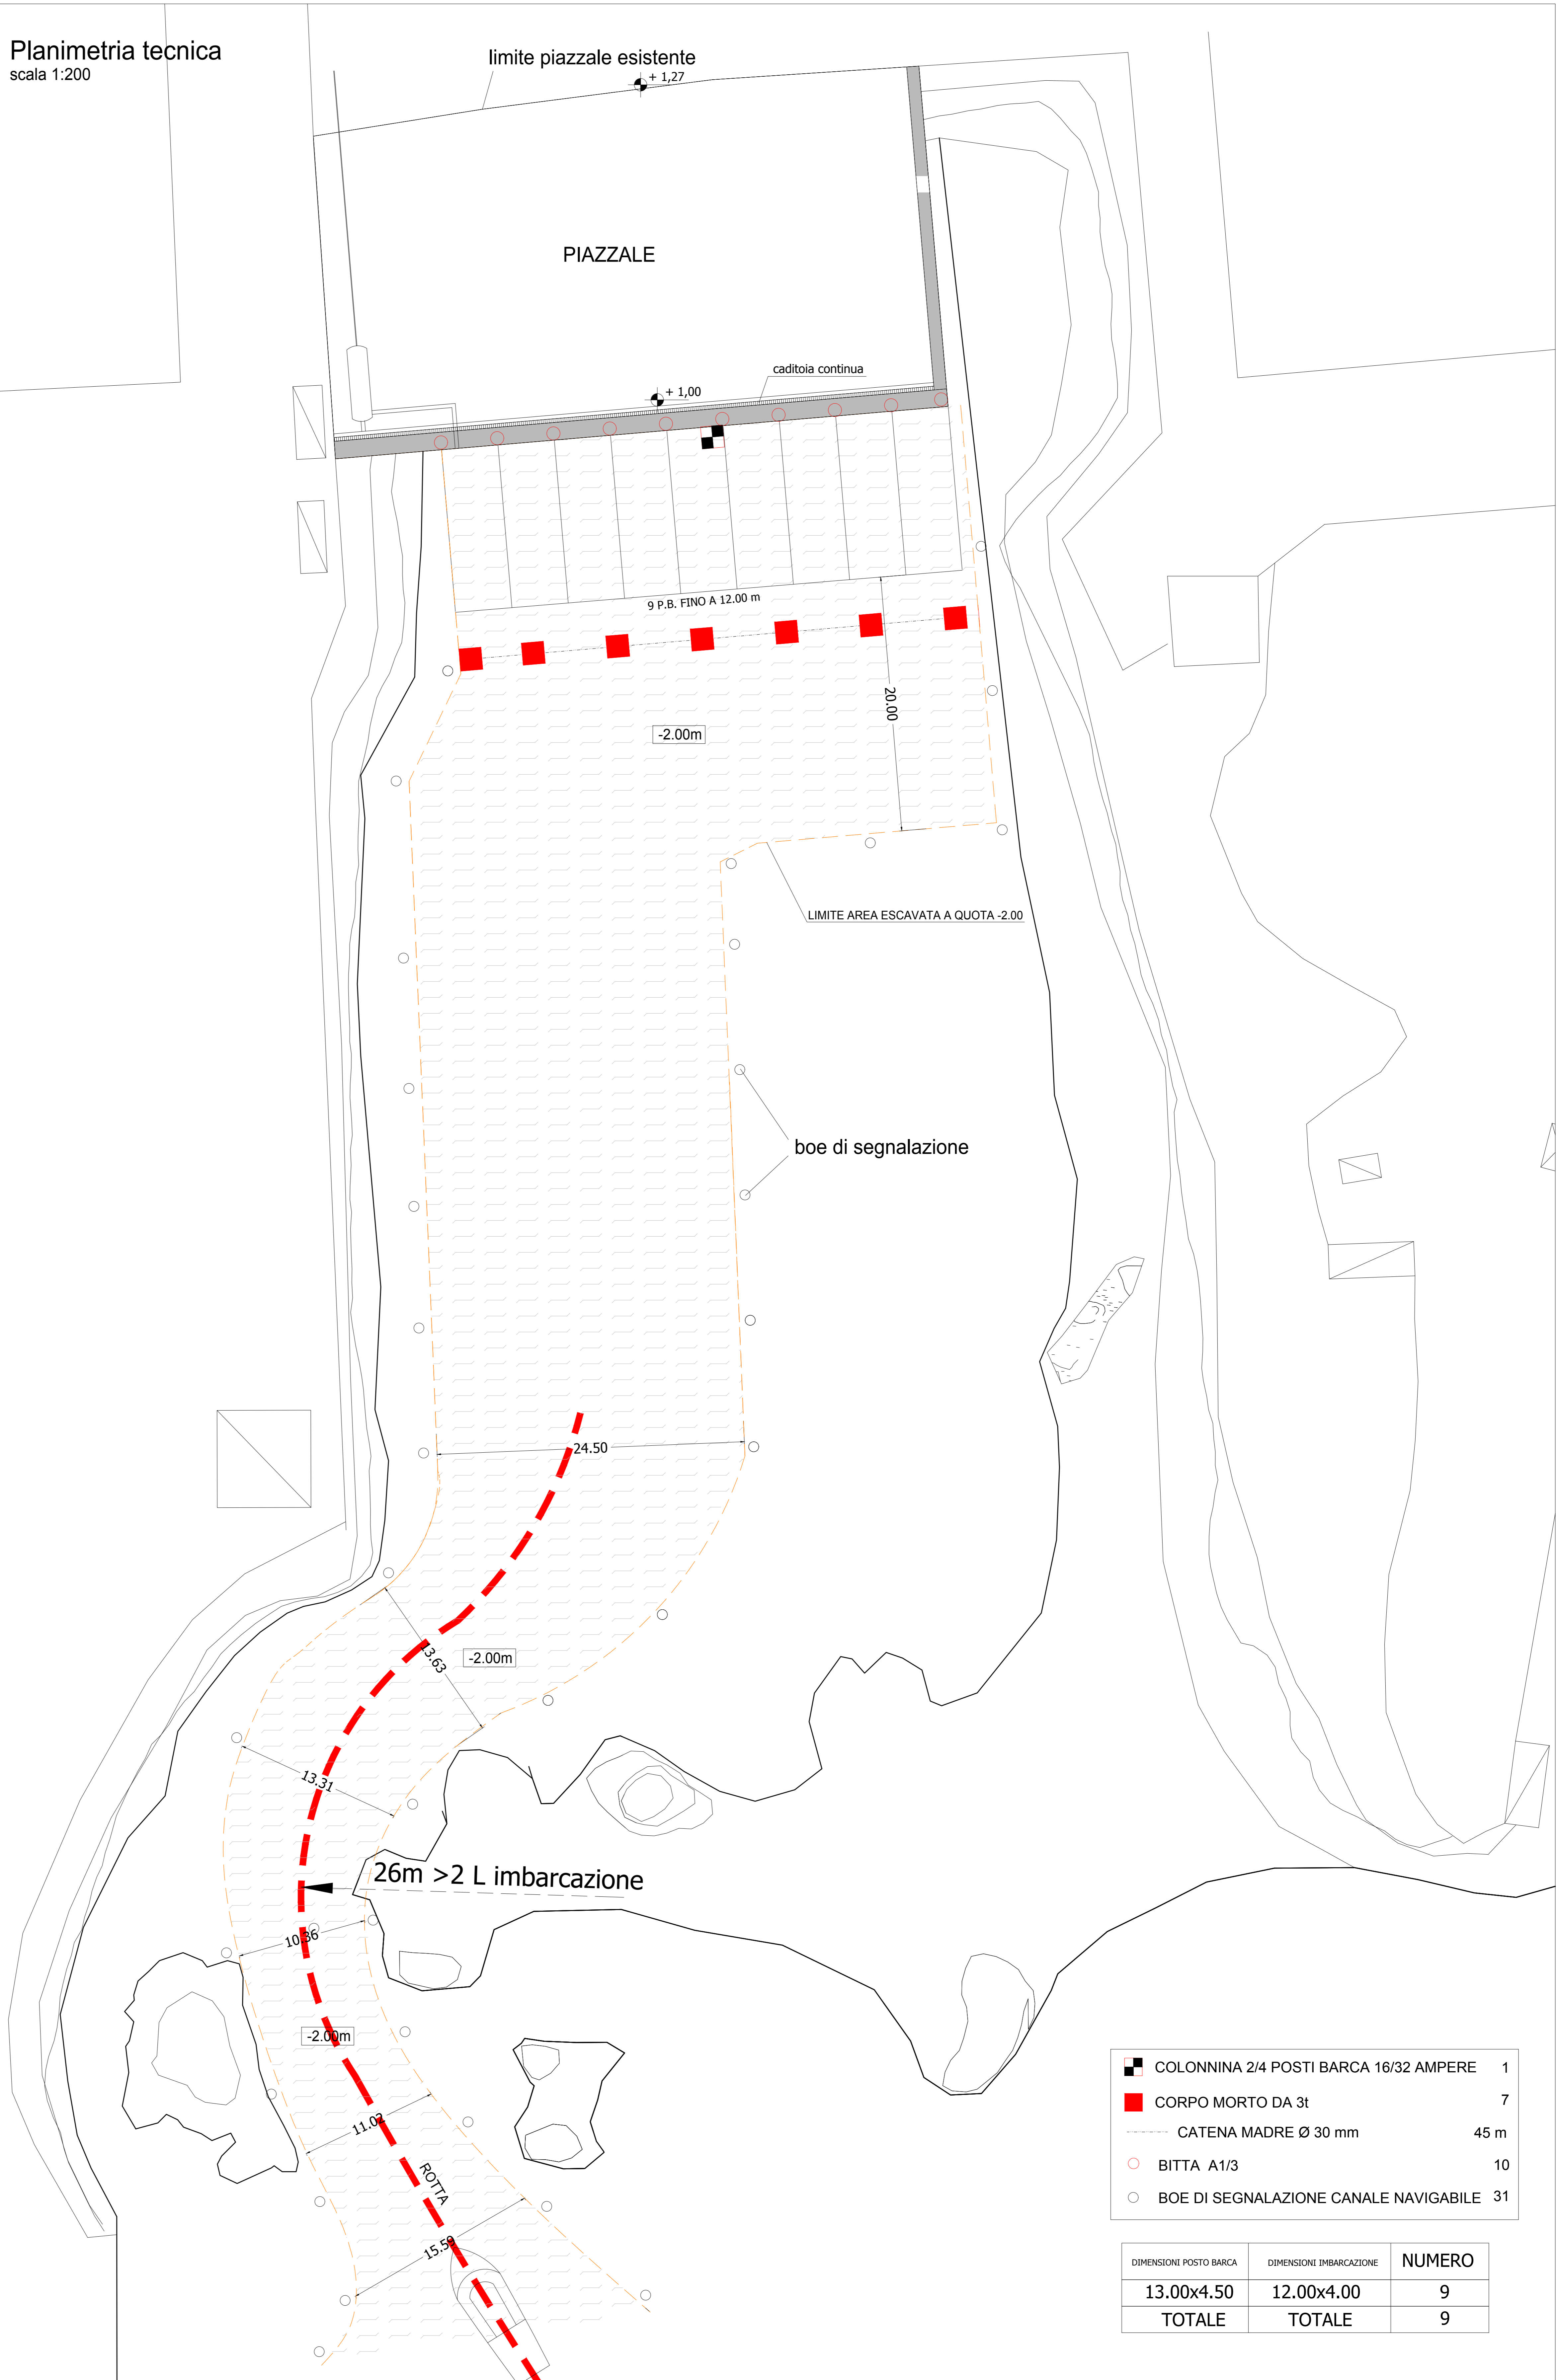 Planimetria tecnica
scala 1:200
limite piazzale esistente
+ 1,27
PIAZZALE
caditoia continua
+ 1,00
9 P.B. FINO A 12.00 m
20.00
-2.00m
LIMITE AREA ESCAVATA A QUOTA -2.00
boe di segnalazione
24.50
13.63
-2.00m
13.31
26m >2 L imbarcazione
10.36
-2.00m
11.02
ROTTA
15.59
COLONNINA 2/4 POSTI BARCA 16/32 AMPERE 1
CORPO MORTO DA 3t 7
CATENA MADRE Ø 30 mm 45 m
BITTA A1/3 10
BOE DI SEGNALAZIONE CANALE NAVIGABILE 31
DIMENSIONI POSTO BARCA DIMENSIONI IMBARCAZIONE NUMERO
13.00x4.50 12.00x4.00 9
TOTALE TOTALE 9